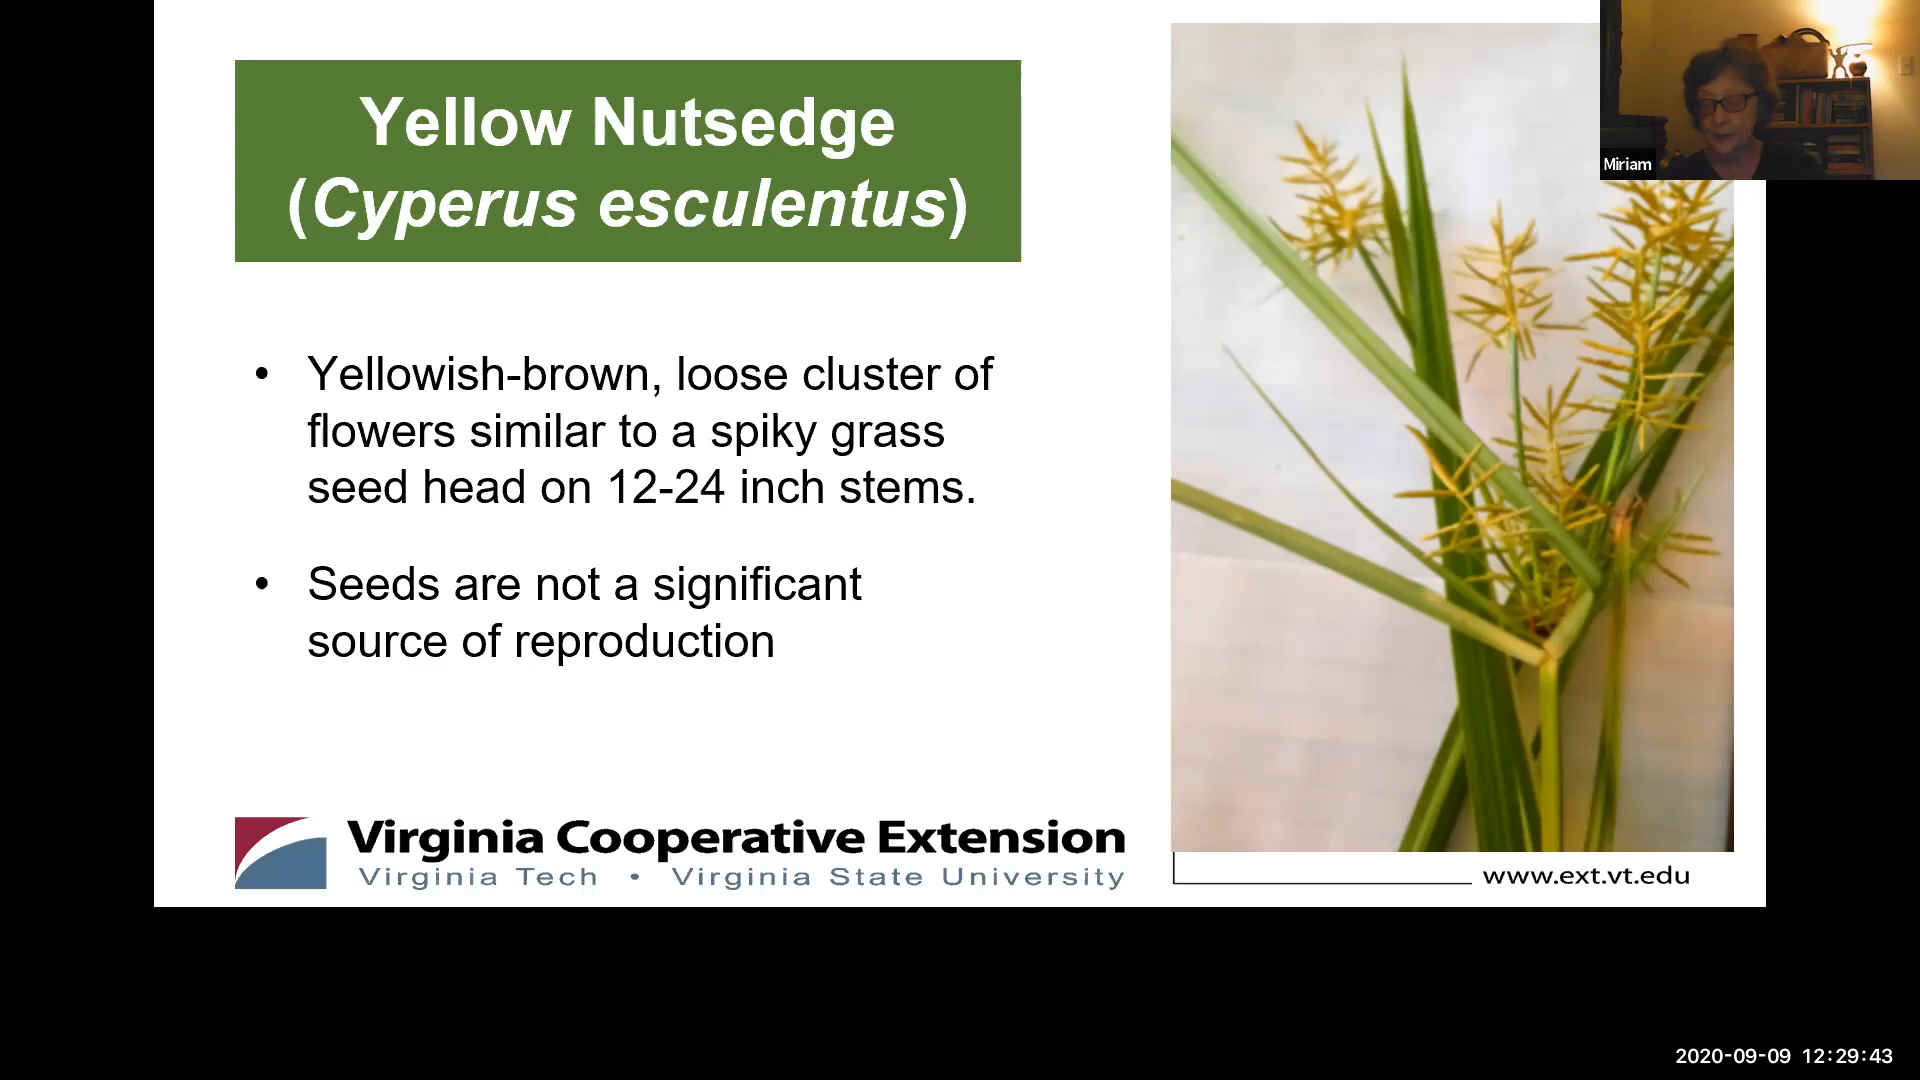 Yellow Nutsedge
(Cyperus esculentus)
• Yellowish-brown, loose cluster of
flowers similar to a spiky grass
seed head on 12-24 inch stems.
• Seeds are not a significant
source of reproduction
Virginia Cooperative Extension
Virginia Tech • Virginia State University
www.ext.vt.edu
Miriam
2020-09-09 12:29:43